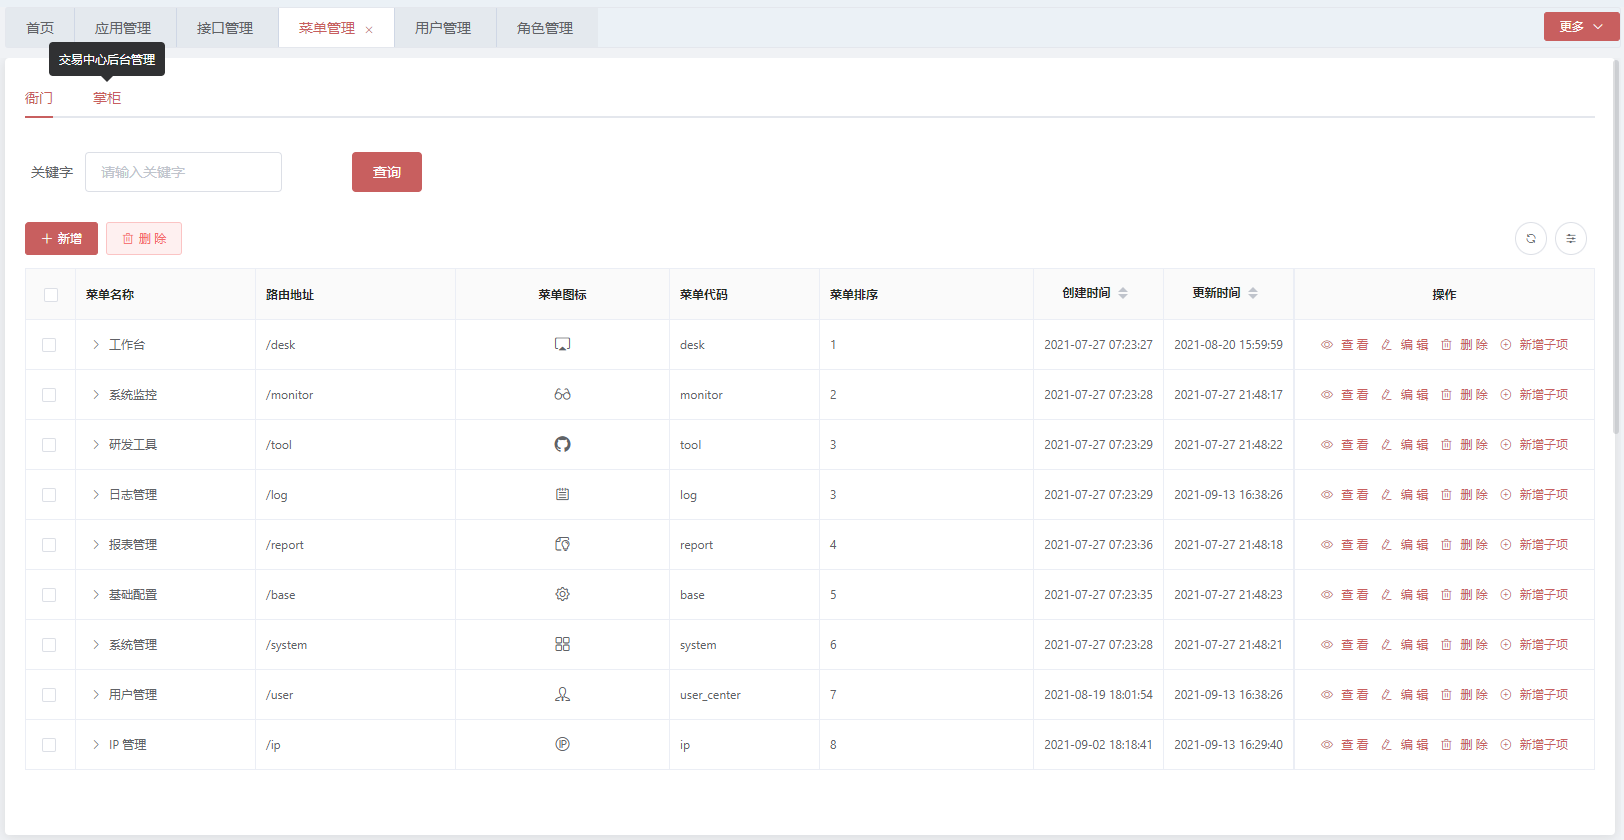 首页 应用管理 接口管理 菜单管理 用户管理 角色管理 更多
交易中心后台管理
衙门 掌柜
关键字 请输入关键字 查询
新增 删 除
菜单名称 路由地址 菜单图标 菜单代码 菜单排序 创建时间 更新时间 操作
工作台 /desk desk 1 2021-07-27 07:23:27 2021-08-20 15:59:59 查 看 编 辑 删 除 新增子项
系统监控 /monitor monitor 2 2021-07-27 07:23:28 2021-07-27 21:48:17 查 看 编 辑 删 除 新增子项
研发工具 /tool tool 3 2021-07-27 07:23:29 2021-07-27 21:48:22 查 看 编 辑 删 除 新增子项
日志管理 /log log 3 2021-07-27 07:23:29 2021-09-13 16:38:26 查 看 编 辑 删 除 新增子项
报表管理 /report report 4 2021-07-27 07:23:36 2021-07-27 21:48:18 查 看 编 辑 删 除 新增子项
基础配置 /base base 5 2021-07-27 07:23:35 2021-07-27 21:48:23 查 看 编 辑 删 除 新增子项
系统管理 /system system 6 2021-07-27 07:23:28 2021-07-27 21:48:21 查 看 编 辑 删 除 新增子项
用户管理 /user user_center 7 2021-08-19 18:01:54 2021-09-13 16:38:26 查 看 编 辑 删 除 新增子项
IP 管理 /ip IP ip 8 2021-09-02 18:18:41 2021-09-13 16:29:40 查 看 编 辑 删 除 新增子项